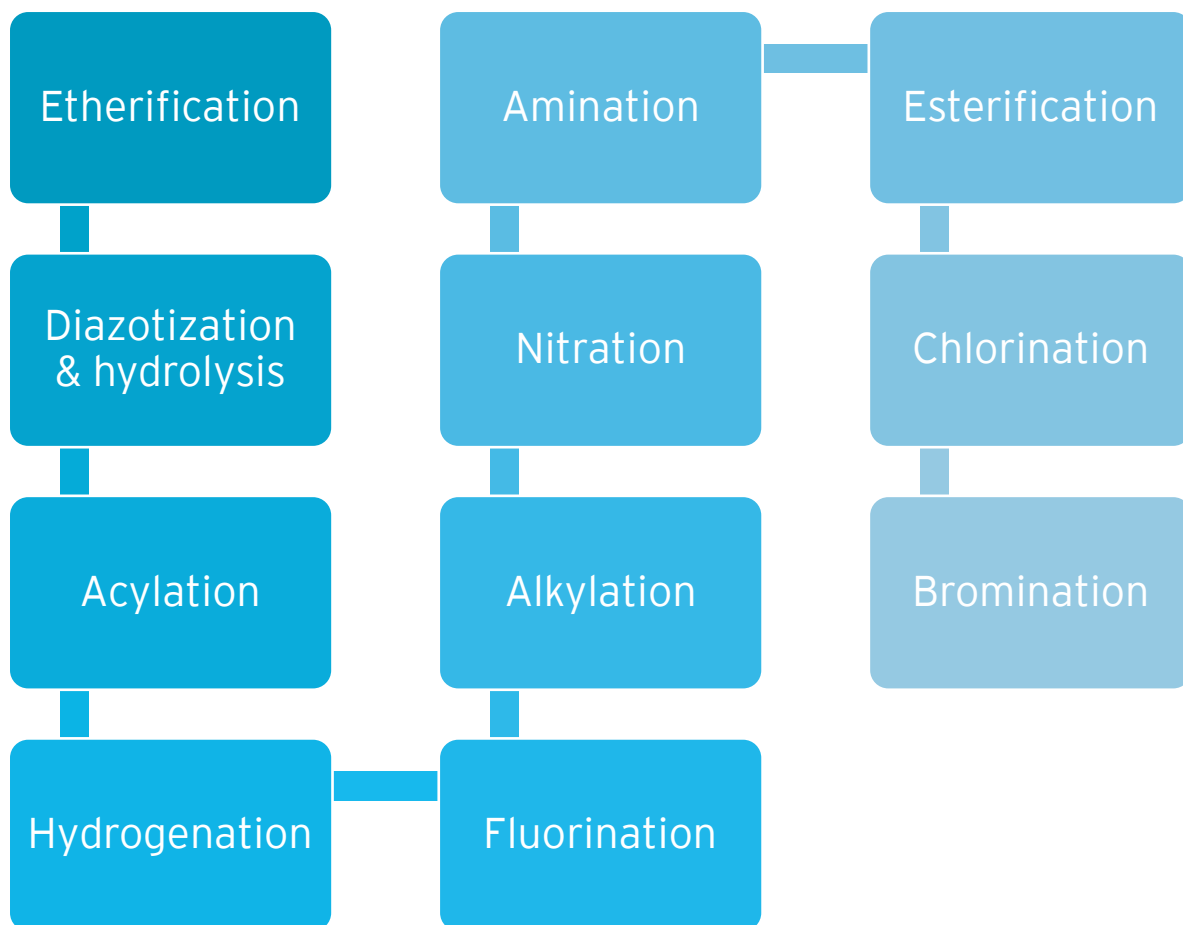 Etherification
Diazotization
& hydrolysis
Acylation
Hydrogenation
Fluorination
Alkylation
Nitration
Amination
Esterification
Chlorination
Bromination